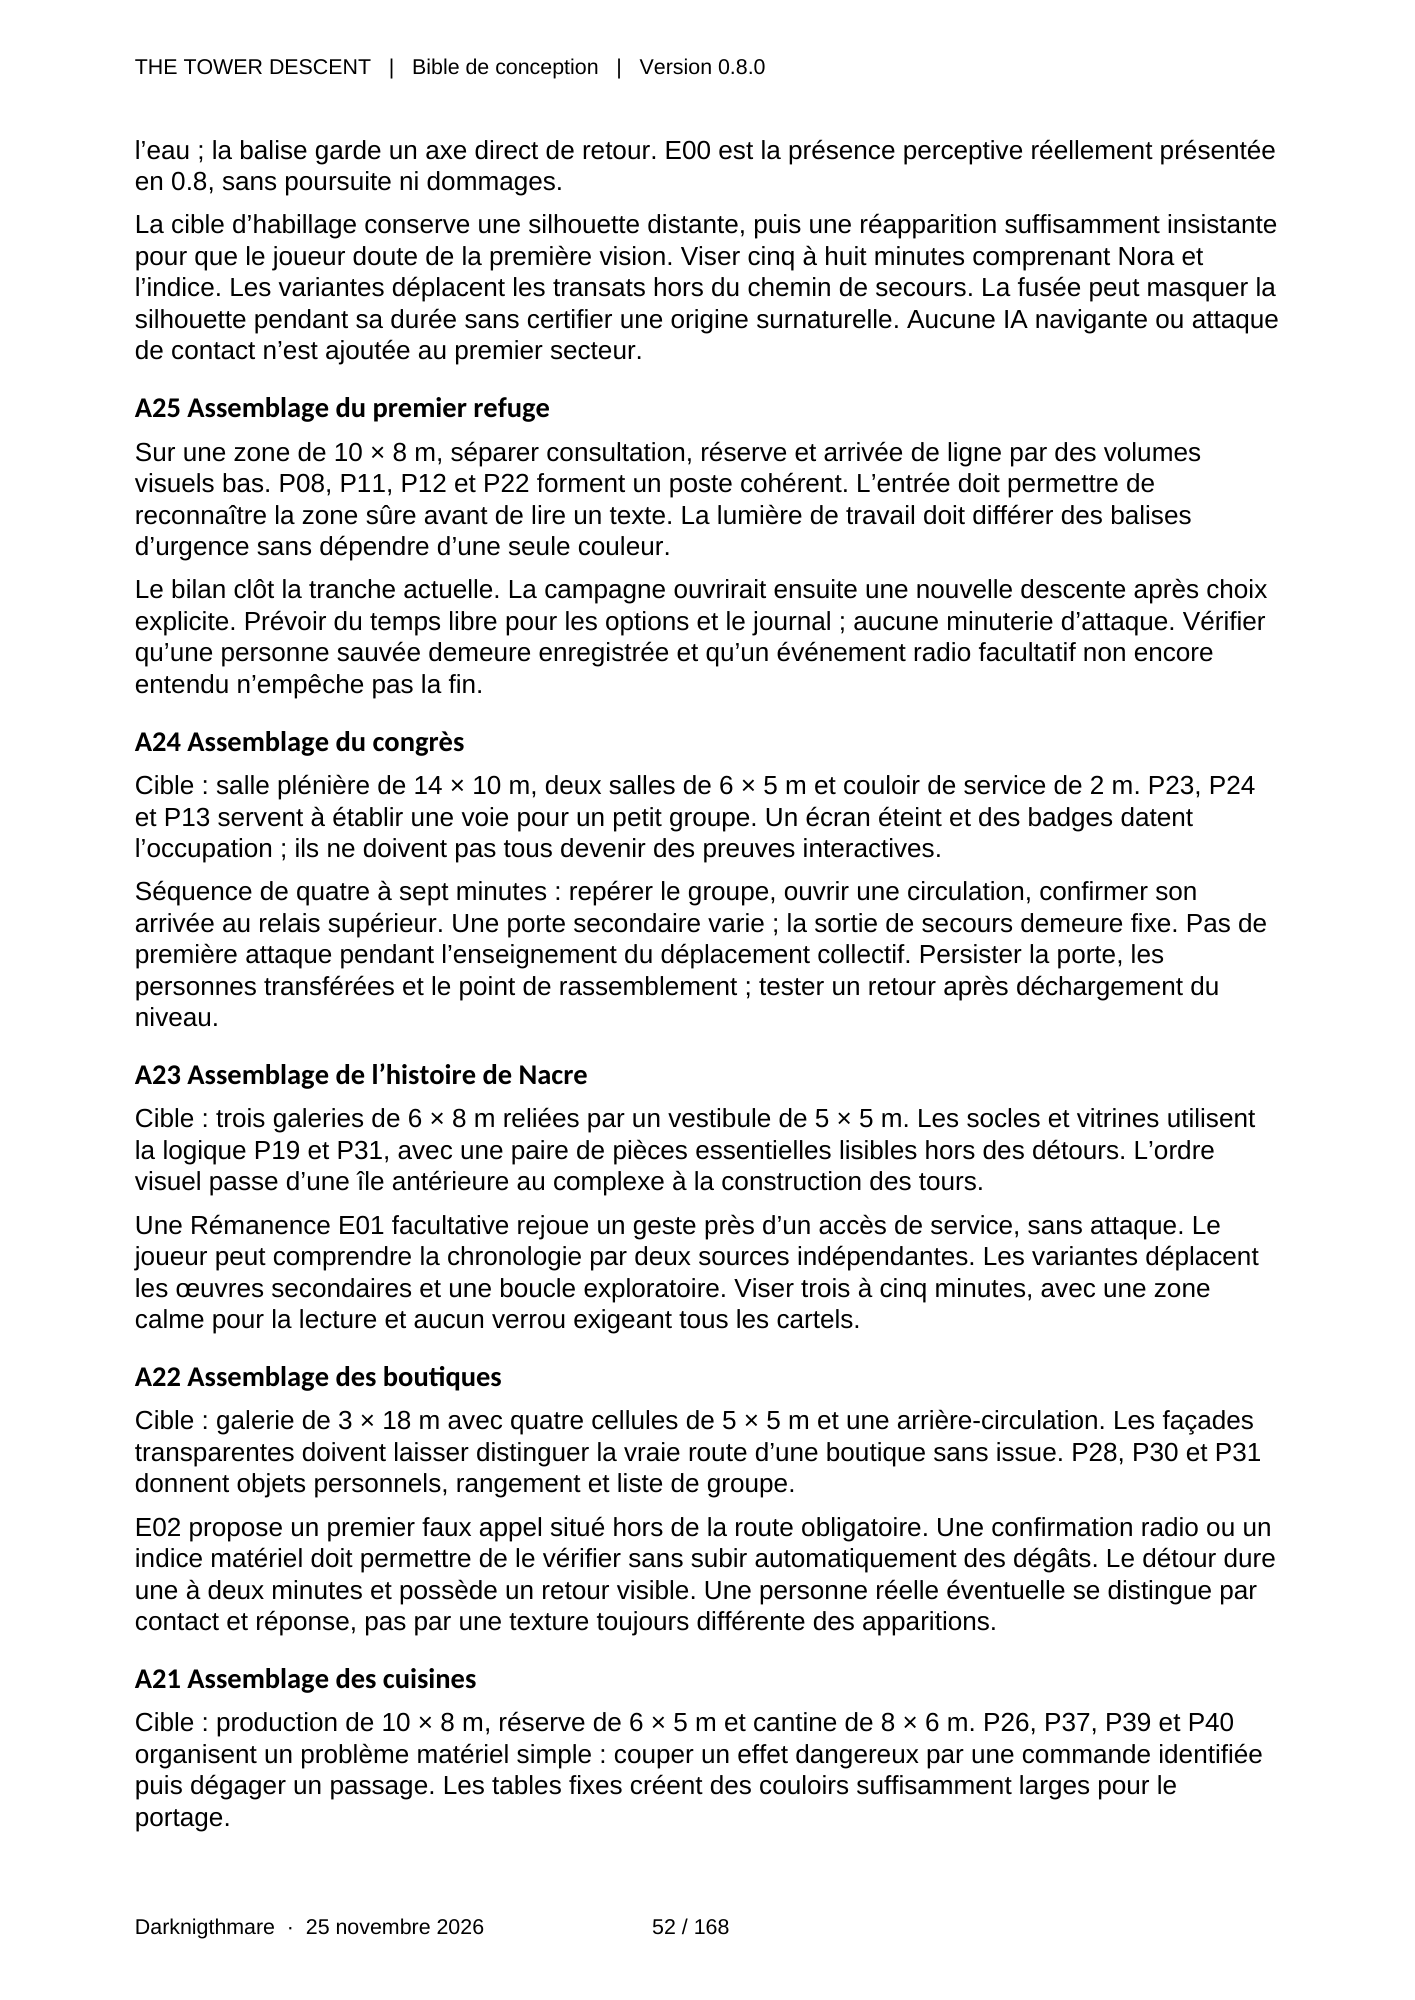 THE TOWER DESCENT | Bible de conception | Version 0.8.0
l’eau ; la balise garde un axe direct de retour. E00 est la présence perceptive réellement présentée
en 0.8, sans poursuite ni dommages.
La cible d’habillage conserve une silhouette distante, puis une réapparition suffisamment insistante
pour que le joueur doute de la première vision. Viser cinq à huit minutes comprenant Nora et
l’indice. Les variantes déplacent les transats hors du chemin de secours. La fusée peut masquer la
silhouette pendant sa durée sans certifier une origine surnaturelle. Aucune IA navigante ou attaque
de contact n’est ajoutée au premier secteur.
A25 Assemblage du premier refuge
Sur une zone de 10 × 8 m, séparer consultation, réserve et arrivée de ligne par des volumes
visuels bas. P08, P11, P12 et P22 forment un poste cohérent. L’entrée doit permettre de
reconnaître la zone sûre avant de lire un texte. La lumière de travail doit différer des balises
d’urgence sans dépendre d’une seule couleur.
Le bilan clôt la tranche actuelle. La campagne ouvrirait ensuite une nouvelle descente après choix
explicite. Prévoir du temps libre pour les options et le journal ; aucune minuterie d’attaque. Vérifier
qu’une personne sauvée demeure enregistrée et qu’un événement radio facultatif non encore
entendu n’empêche pas la fin.
A24 Assemblage du congrès
Cible : salle plénière de 14 × 10 m, deux salles de 6 × 5 m et couloir de service de 2 m. P23, P24
et P13 servent à établir une voie pour un petit groupe. Un écran éteint et des badges datent
l’occupation ; ils ne doivent pas tous devenir des preuves interactives.
Séquence de quatre à sept minutes : repérer le groupe, ouvrir une circulation, confirmer son
arrivée au relais supérieur. Une porte secondaire varie ; la sortie de secours demeure fixe. Pas de
première attaque pendant l’enseignement du déplacement collectif. Persister la porte, les
personnes transférées et le point de rassemblement ; tester un retour après déchargement du
niveau.
A23 Assemblage de l’histoire de Nacre
Cible : trois galeries de 6 × 8 m reliées par un vestibule de 5 × 5 m. Les socles et vitrines utilisent
la logique P19 et P31, avec une paire de pièces essentielles lisibles hors des détours. L’ordre
visuel passe d’une île antérieure au complexe à la construction des tours.
Une Rémanence E01 facultative rejoue un geste près d’un accès de service, sans attaque. Le
joueur peut comprendre la chronologie par deux sources indépendantes. Les variantes déplacent
les œuvres secondaires et une boucle exploratoire. Viser trois à cinq minutes, avec une zone
calme pour la lecture et aucun verrou exigeant tous les cartels.
A22 Assemblage des boutiques
Cible : galerie de 3 × 18 m avec quatre cellules de 5 × 5 m et une arrière-circulation. Les façades
transparentes doivent laisser distinguer la vraie route d’une boutique sans issue. P28, P30 et P31
donnent objets personnels, rangement et liste de groupe.
E02 propose un premier faux appel situé hors de la route obligatoire. Une confirmation radio ou un
indice matériel doit permettre de le vérifier sans subir automatiquement des dégâts. Le détour dure
une à deux minutes et possède un retour visible. Une personne réelle éventuelle se distingue par
contact et réponse, pas par une texture toujours différente des apparitions.
A21 Assemblage des cuisines
Cible : production de 10 × 8 m, réserve de 6 × 5 m et cantine de 8 × 6 m. P26, P37, P39 et P40
organisent un problème matériel simple : couper un effet dangereux par une commande identifiée
puis dégager un passage. Les tables fixes créent des couloirs suffisamment larges pour le
portage.
Darknigthmare · 25 novembre 2026 52 / 168